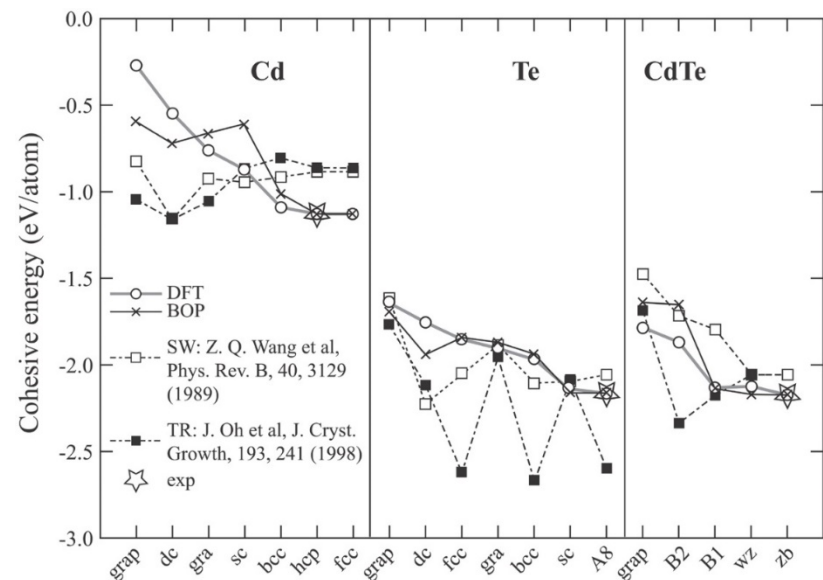 0.0
-0.5
-1.0
-1.5
-2.0
-2.5
-3.0
Cohesive energy (eV/atom)
Cd
Te
CdTe
DFT
BOP
SW: Z. Q. Wang et al,
Phys. Rev. B, 40, 3129
(1989)
TR: J. Oh et al, J. Cryst.
Growth, 193, 241 (1998)
exp
grap dc gra sc bcc hcp fcc
grap dc fcc gra bcc sc A8
grap B2 B1 wz zb